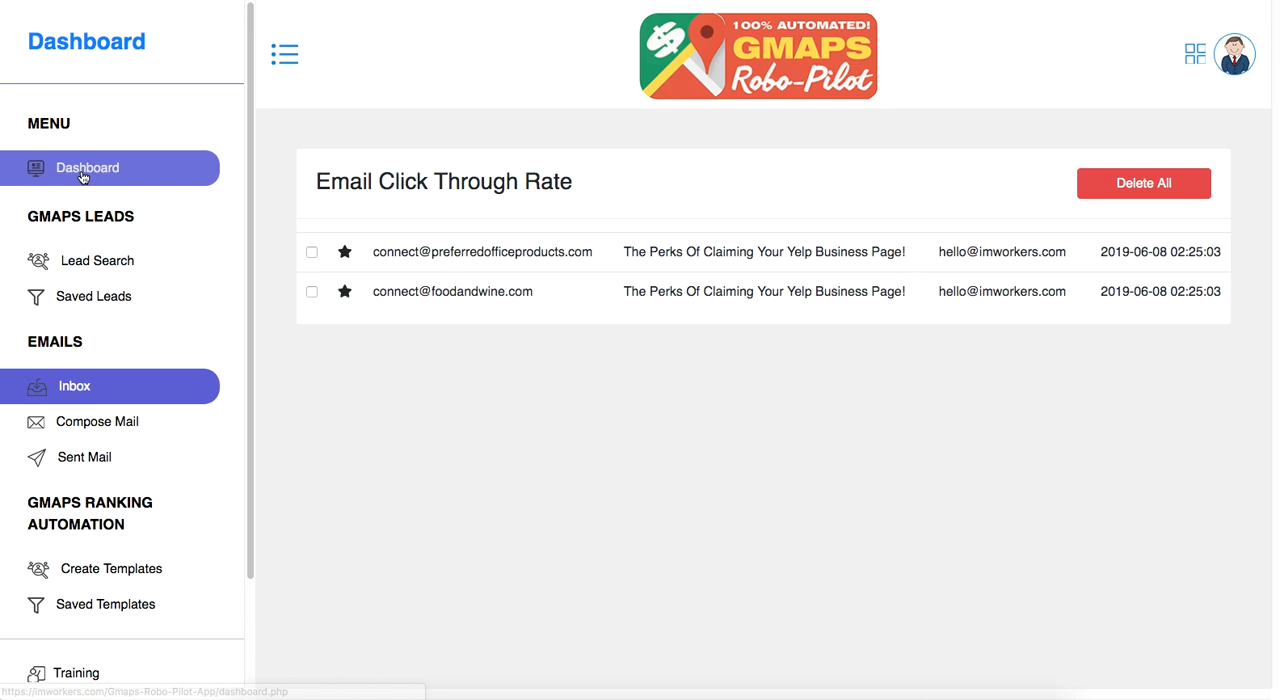 Dashboard
100% AUTOMATED!
GMAPS
Robo-Pilot
MENU
Dashboard
GMAPS LEADS
Lead Search
Saved Leads
EMAILS
Inbox
Compose Mail
Sent Mail
GMAPS RANKING
AUTOMATION
Create Templates
Saved Templates
Training
https://imworkers.com/Gmaps-Robo-Pilot-App/dashboard.php
Email Click Through Rate
Delete All
connect@preferredofficeproducts.com The Perks Of Claiming Your Yelp Business Page! hello@imworkers.com 2019-06-08 02:25:03
connect@foodandwine.com The Perks Of Claiming Your Yelp Business Page! hello@imworkers.com 2019-06-08 02:25:03